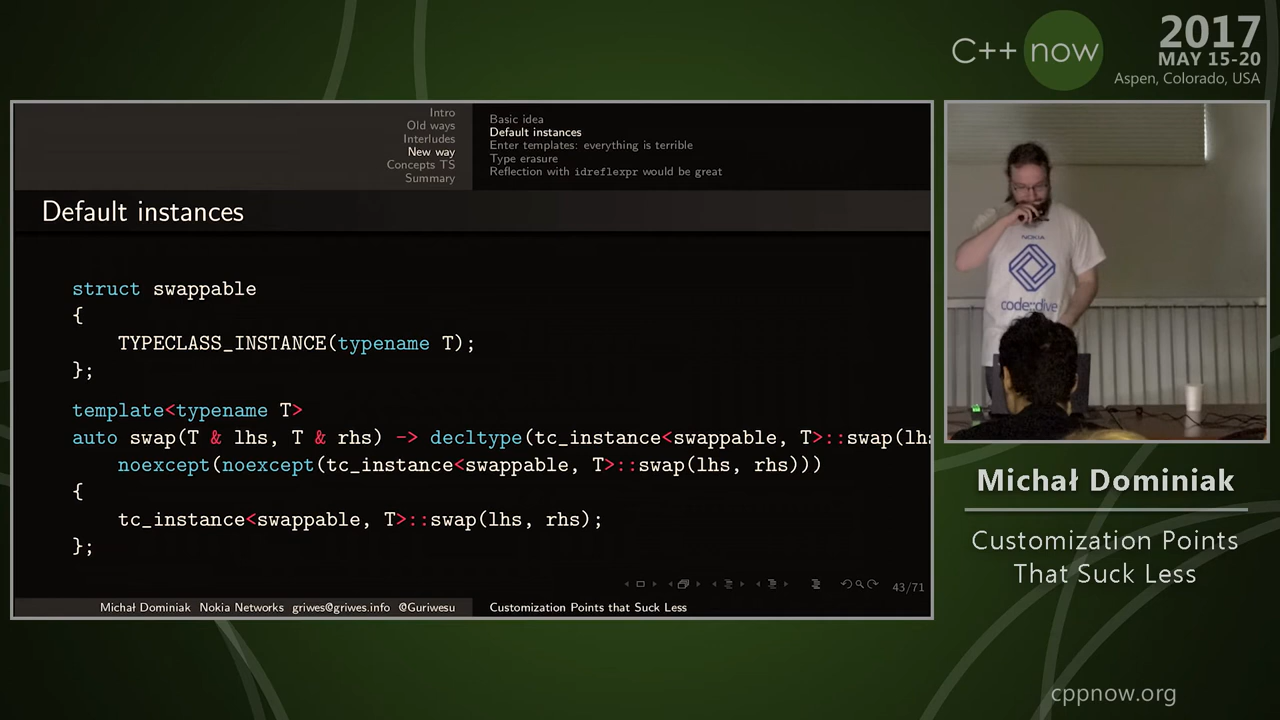 C++ now
2017
MAY 15-20
Aspen, Colorado, USA
Intro
Old ways
Interludes
New way
Concepts TS
Summary
Basic idea
Default instances
Enter templates: everything is terrible
Type erasure
Reflection with idreflexpr would be great
Default instances
struct swappable
{
TYPECLASS_INSTANCE(typename T);
};
template<typename T>
auto swap(T & lhs, T & rhs) -> decltype(tc_instance<swappable, T>::swap(lhs
noexcept(noexcept(tc_instance<swappable, T>::swap(lhs, rhs)))
{
tc_instance<swappable, T>::swap(lhs, rhs);
};
43/71
Michał Dominiak Nokia Networks griwes@griwes.info @Guriwesu
Customization Points that Suck Less
NOKIA
code::dive
Michał Dominiak
Customization Points
That Suck Less
cppnow.org